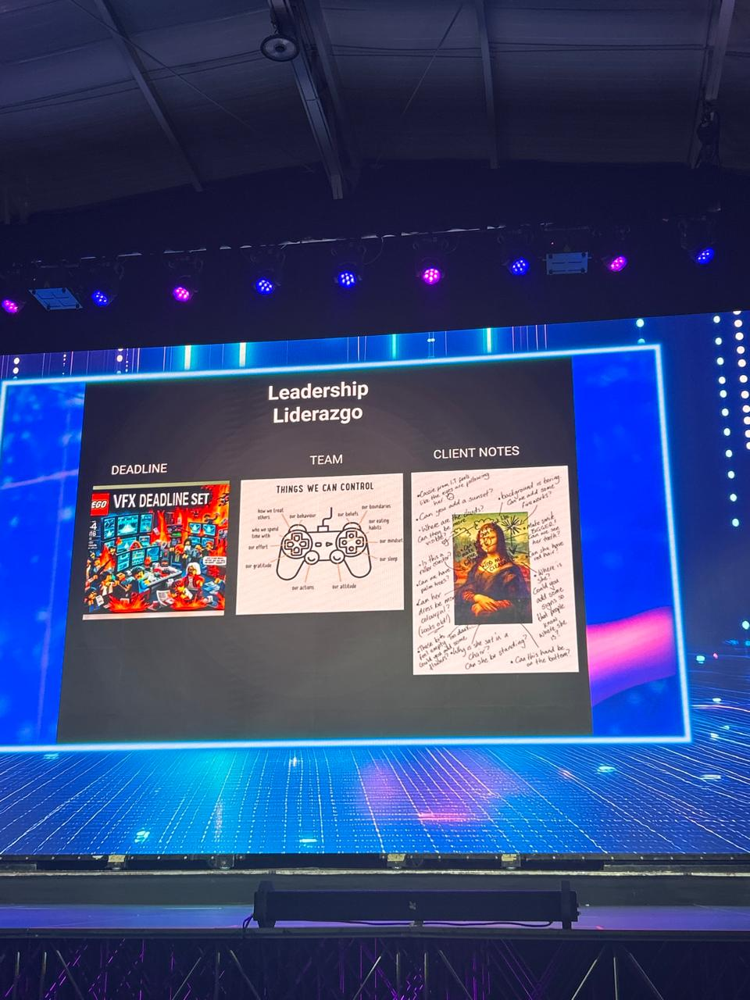 Leadership
Liderazgo
DEADLINE
TEAM
CLIENT NOTES
LEGO
VFX DEADLINE SET
THINGS WE CAN CONTROL
how we treat
others
our behaviour
our beliefs
our boundaries
who we spend
time with
our eating
habits
our effort
our mindset
our gratitude
our sleep
our actions
our attitude
• Cassie from I.T feels
like the eyes are following
her
• Can you add a sunset?
• background is boring.
Can we add some
fireworks?
• Where are the clouds?
Can they be more
visible?
• Make smile
BIGGER!
Can we see
her teeth?
• Is this a
roller coaster?
Can she have
red hair?
• Can we have
palm trees?
• Where is
she?
Could you
add some
signs so
that people
know
where she
is?
• Can her
dress be more
colourful?
(Looks old!)
• These bits
feel empty.
Could you add some
flowers?
Too dark
• Why is she sat in a
chair?
Can she be standing?
• Can this hand be
on the bottom?